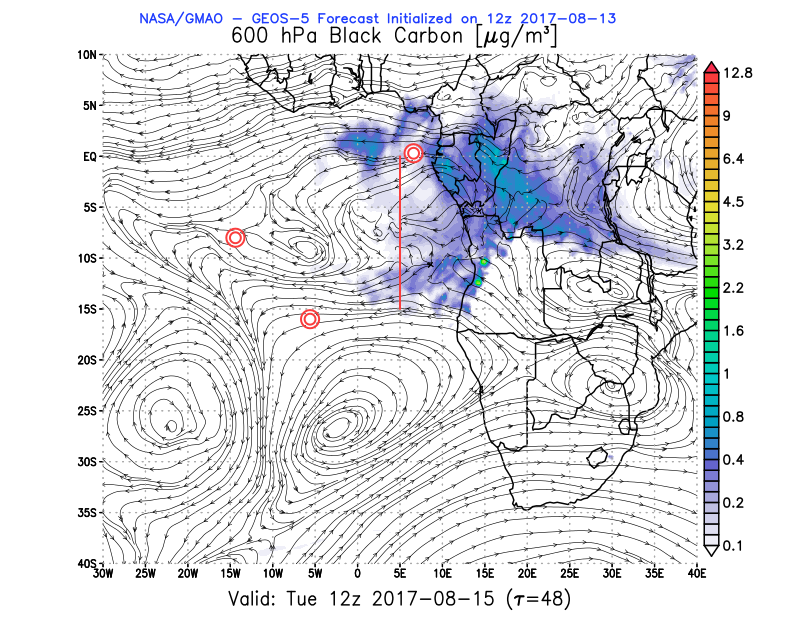 NASA/GMAO – GEOS-5 Forecast Initialized on 12z 2017-08-13
600 hPa Black Carbon [μg/m³]
10N
5N
EQ
5S
10S
15S
20S
25S
30S
35S
40S
30W 25W 20W 15W 10W 5W 0 5E 10E 15E 20E 25E 30E 35E 40E
12.8
9
6.4
4.5
3.2
2.2
1.6
1
0.8
0.4
0.2
0.1
Valid: Tue 12z 2017-08-15 (τ=48)